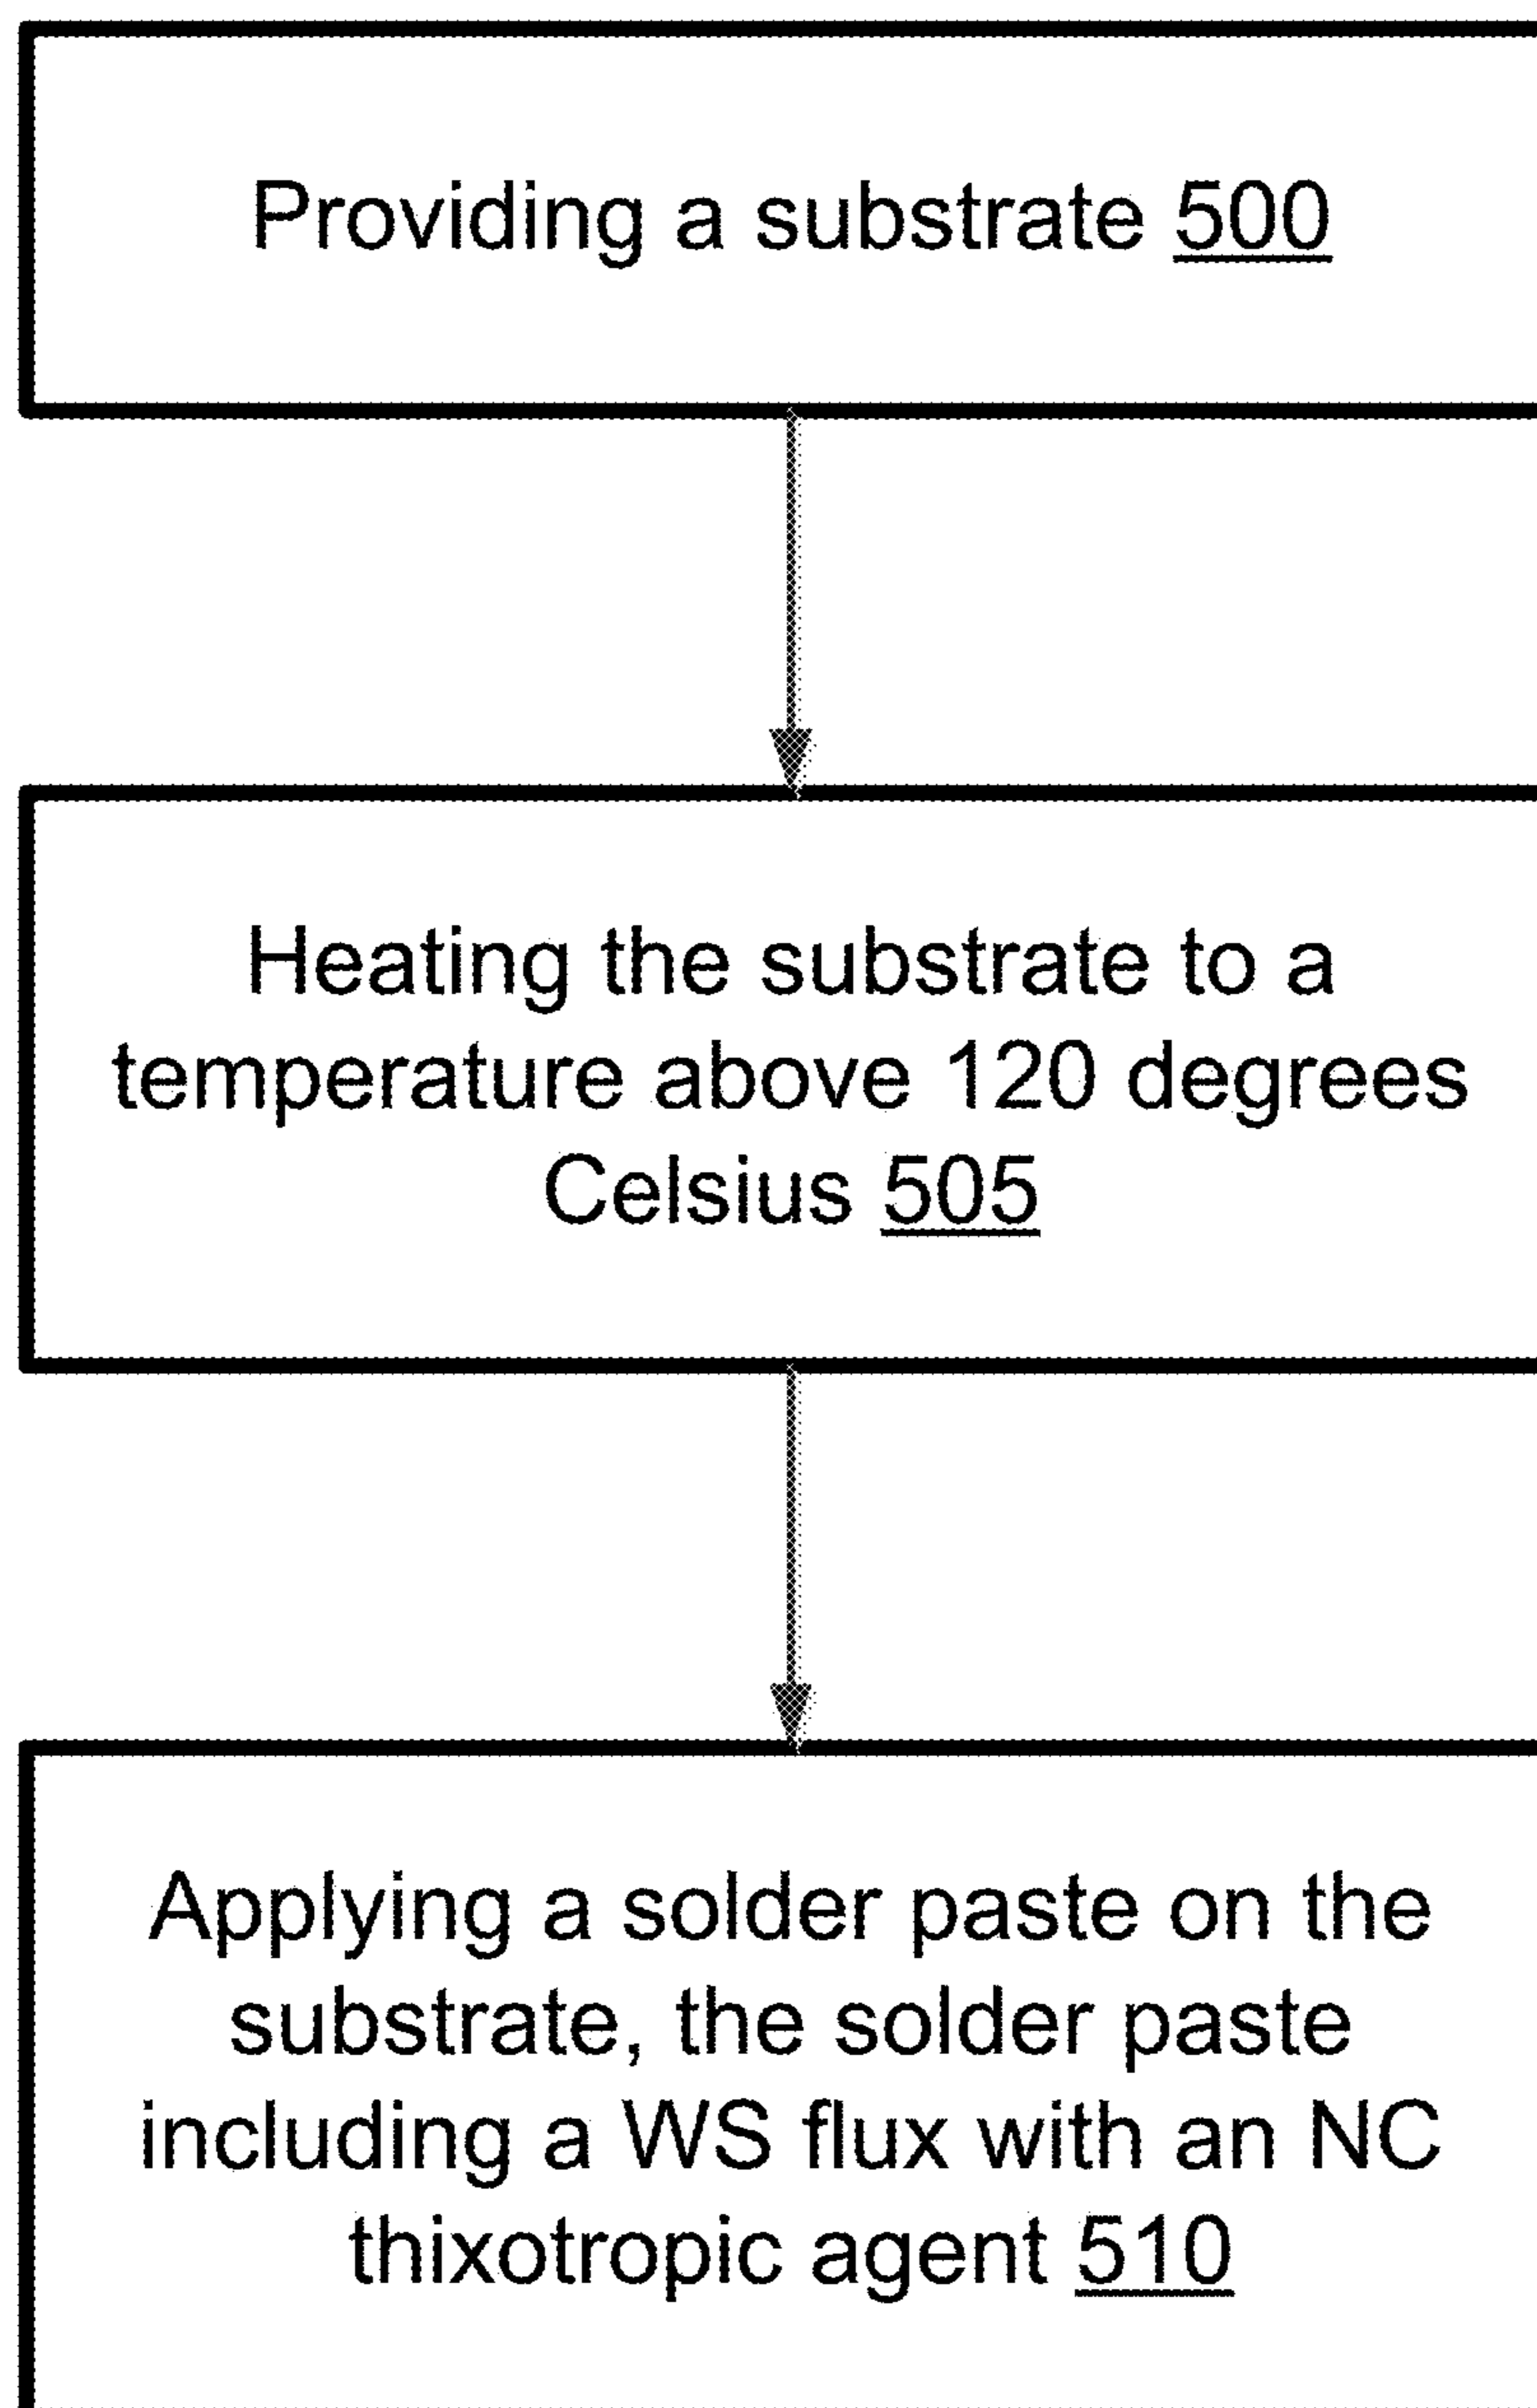 Providing a substrate 500
Heating the substrate to a
temperature above 120 degrees
Celsius 505
Applying a solder paste on the
substrate, the solder paste
including a WS flux with an NC
thixotropic agent 510